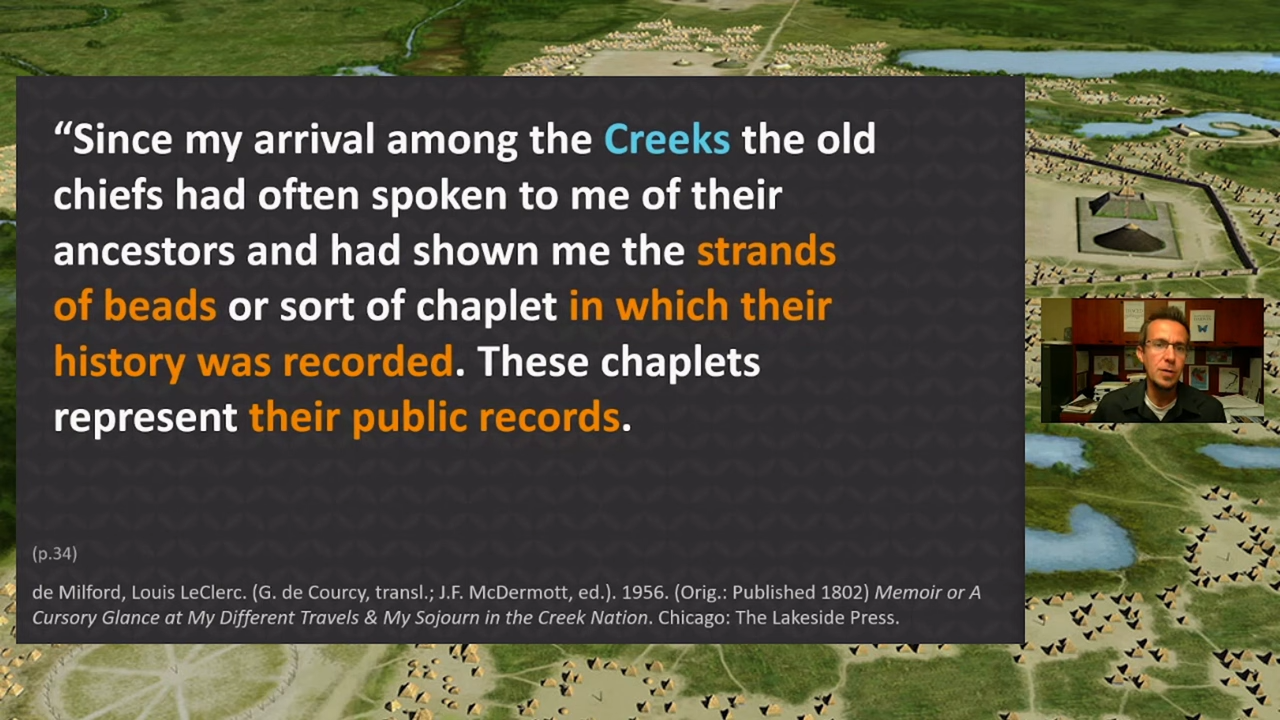 “Since my arrival among the Creeks the old
chiefs had often spoken to me of their
ancestors and had shown me the strands
of beads or sort of chaplet in which their
history was recorded. These chaplets
represent their public records.
(p.34)
de Milford, Louis LeClerc. (G. de Courcy, transl.; J.F. McDermott, ed.). 1956. (Orig.: Published 1802) Memoir or A
Cursory Glance at My Different Travels & My Sojourn in the Creek Nation. Chicago: The Lakeside Press.